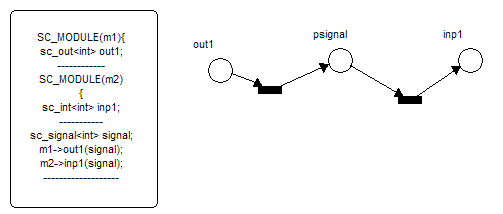 SC_MODULE(m1){
sc_out<int> out1;
------------
SC_MODULE(m2)
{
sc_int<int> inp1;
-----------
sc_signal<int> signal;
m1->out1(signal);
m2->inp1(signal);
-------------------
out1
psignal
inp1